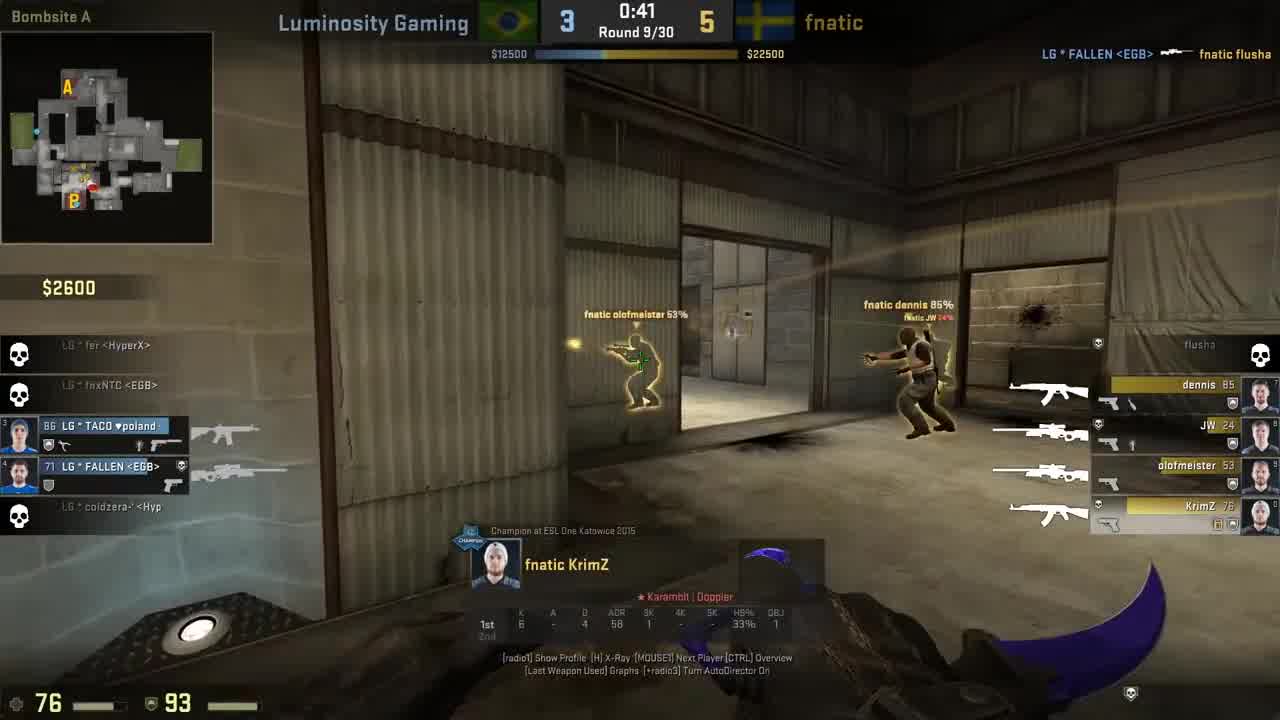 Bombsite A
Luminosity Gaming 3 0:41 5 fnatic
Round 9/30
$12500 $22500
LG * FALLEN <EGB> fnatic flusha
A
B
$2600
LG * fer <HyperX>
LG * fnxNTC <EGB>
3 86 LG * TACO ♥poland-
4 71 LG * FALLEN <EGB>
LG * coldzera-' <Hyp
fnatic olofmeister 53%
fnatic dennis 85%
fnatic JW 24%
flusha
dennis 85
JW 24
olofmeister 53
KrimZ 76
Champion at ESL One Katowice 2015
CHAMPION
fnatic KrimZ
★ Karambit | Doppler
K A D ADR 3K 4K 5K HS% OBJ
1st 6 - 4 58 1 - - 33% 1
2nd
[radio1] Show Profile [H] X-Ray [MOUSE1] Next Player [CTRL] Overview
[Last Weapon Used] Graphs [+radio3] Turn AutoDirector On
76 93